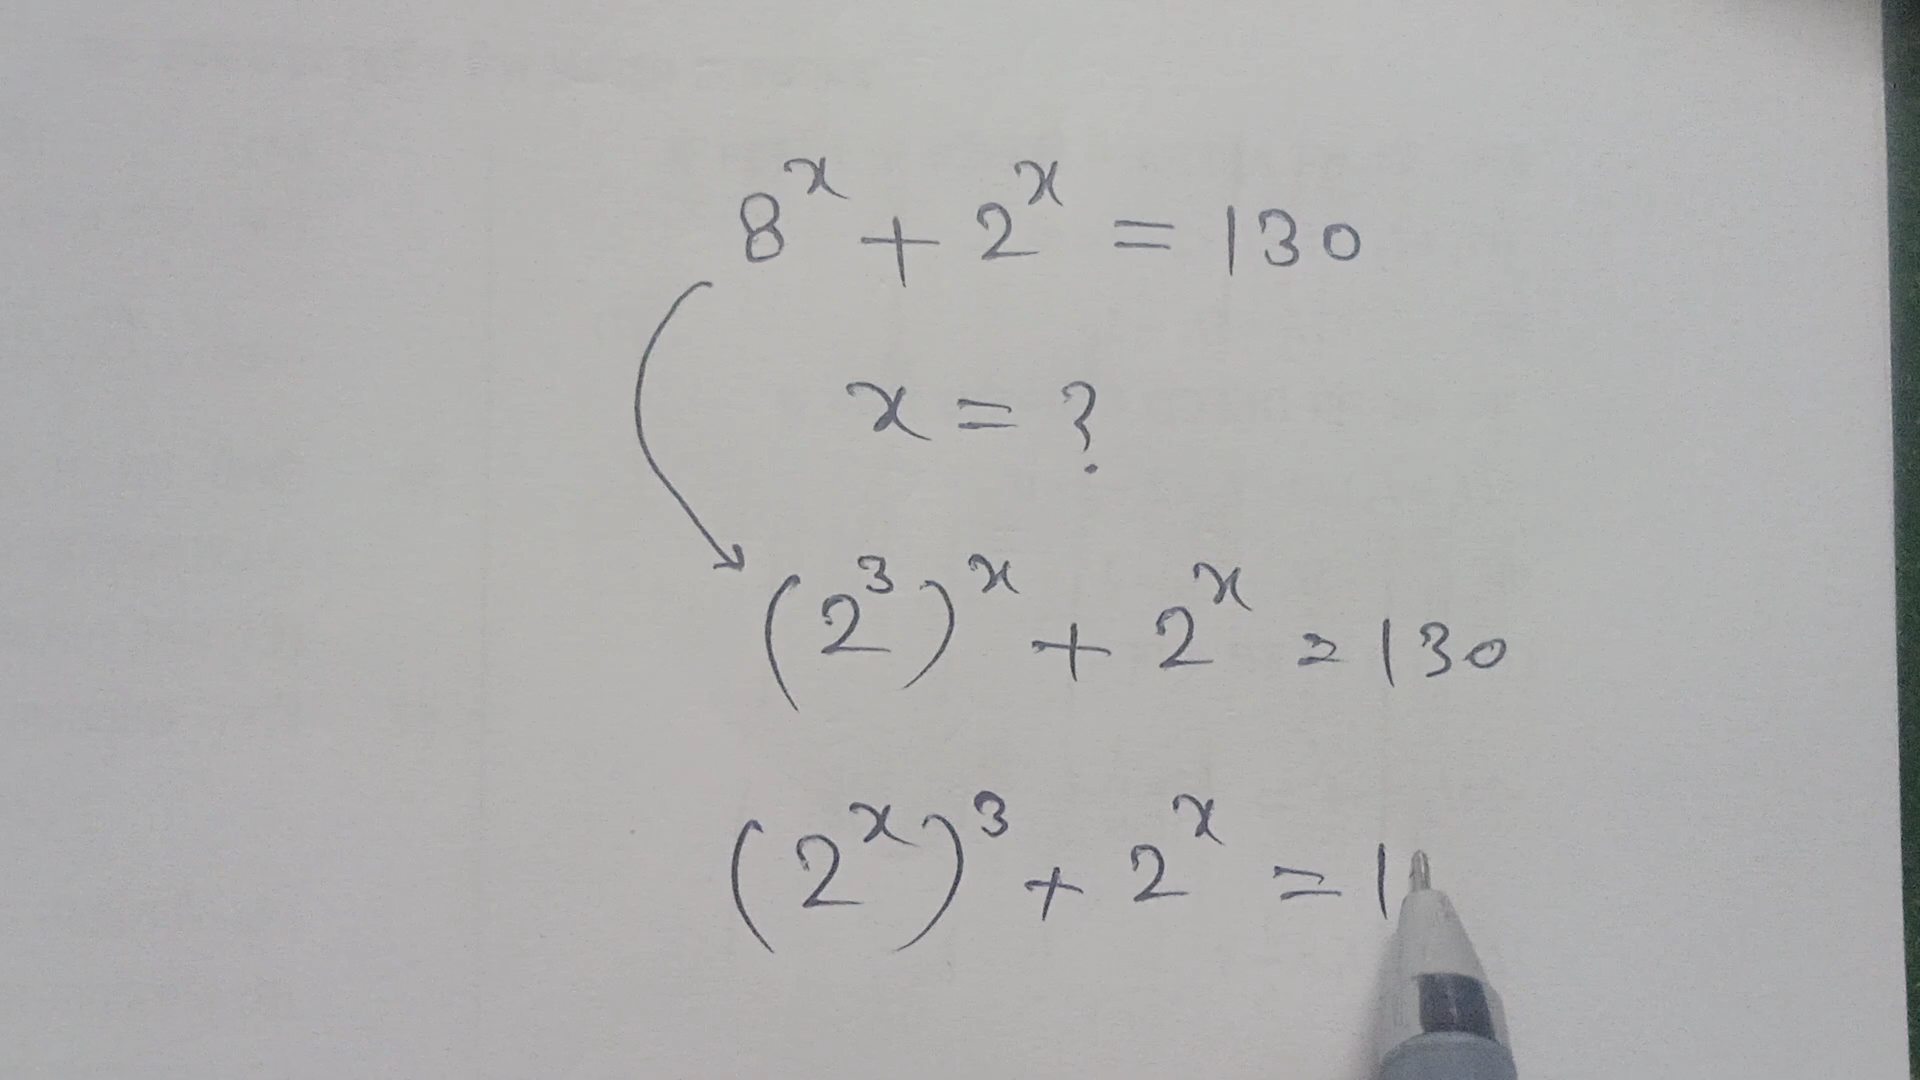 8^x + 2^x = 130
x = ?
(2^3)^x + 2^x = 130
(2^x)^3 + 2^x = 1